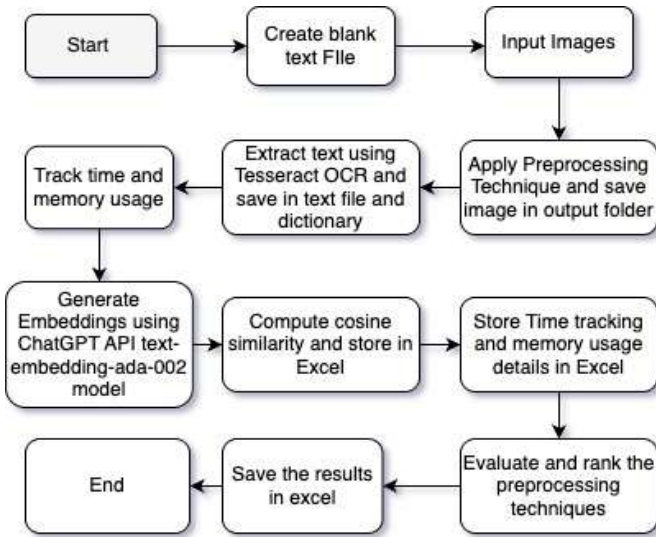 Start
Create blank
text FIle
Input Images
Apply Preprocessing
Technique and save
image in output folder
Extract text using
Tesseract OCR and
save in text file and
dictionary
Track time and
memory usage
Generate
Embeddings using
ChatGPT API text-
embedding-ada-002
model
Compute cosine
similarity and store in
Excel
Store Time tracking
and memory usage
details in Excel
Evaluate and rank the
preprocessing
techniques
Save the results
in excel
End